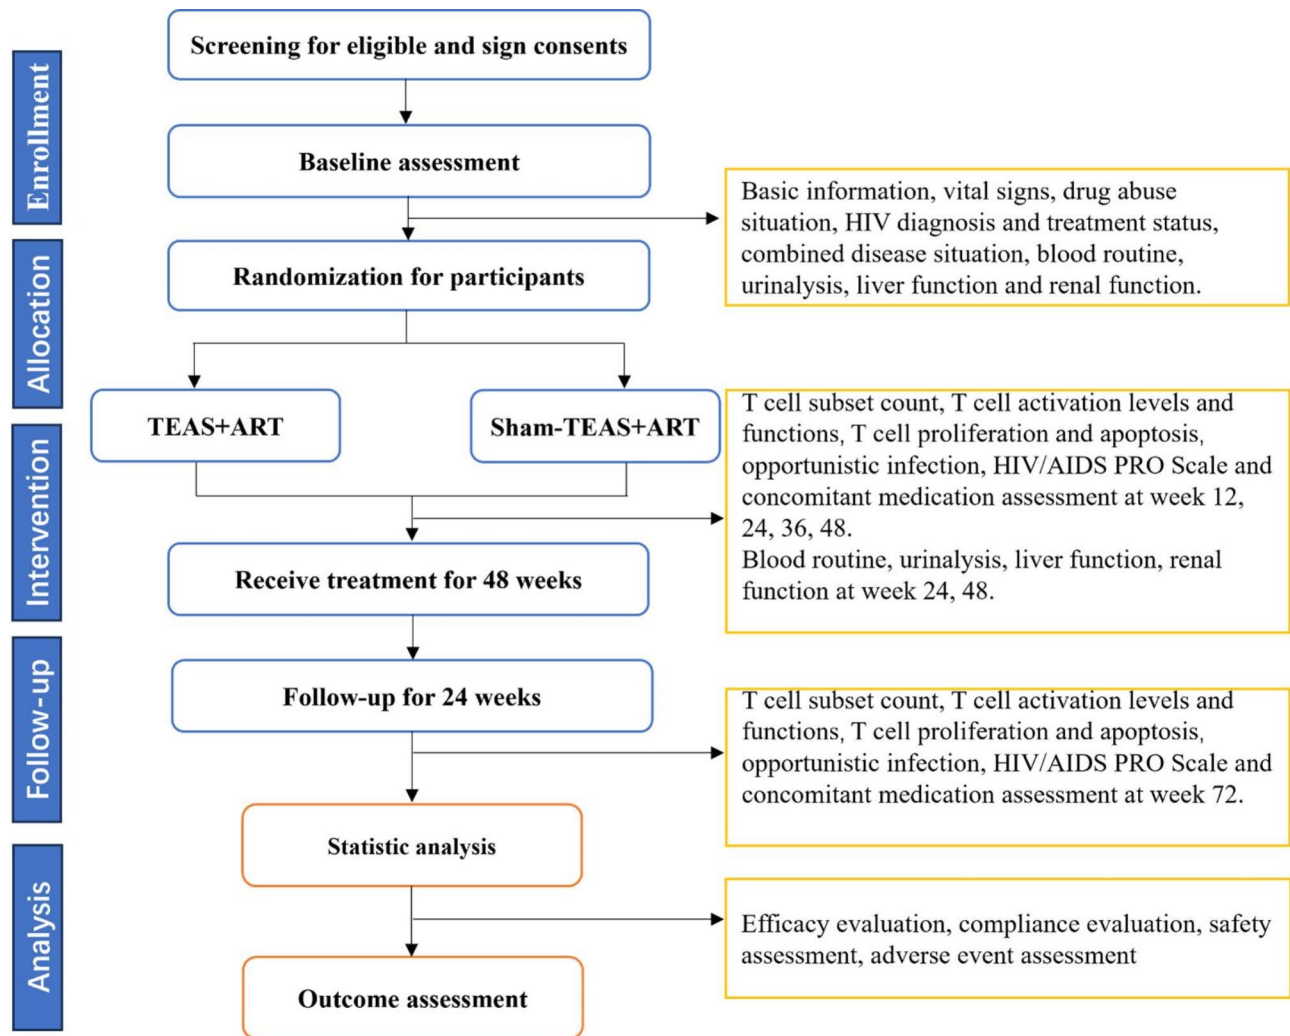 Enrollment
Screening for eligible and sign consents
Baseline assessment
Basic information, vital signs, drug abuse
situation, HIV diagnosis and treatment status,
combined disease situation, blood routine,
urinalysis, liver function and renal function.
Allocation
Randomization for participants
TEAS+ART
Sham-TEAS+ART
Intervention
T cell subset count, T cell activation levels and
functions, T cell proliferation and apoptosis,
opportunistic infection, HIV/AIDS PRO Scale and
concomitant medication assessment at week 12,
24, 36, 48.
Blood routine, urinalysis, liver function, renal
function at week 24, 48.
Receive treatment for 48 weeks
Follow-up
Follow-up for 24 weeks
T cell subset count, T cell activation levels and
functions, T cell proliferation and apoptosis,
opportunistic infection, HIV/AIDS PRO Scale and
concomitant medication assessment at week 72.
Statistic analysis
Analysis
Efficacy evaluation, compliance evaluation, safety
assessment, adverse event assessment
Outcome assessment